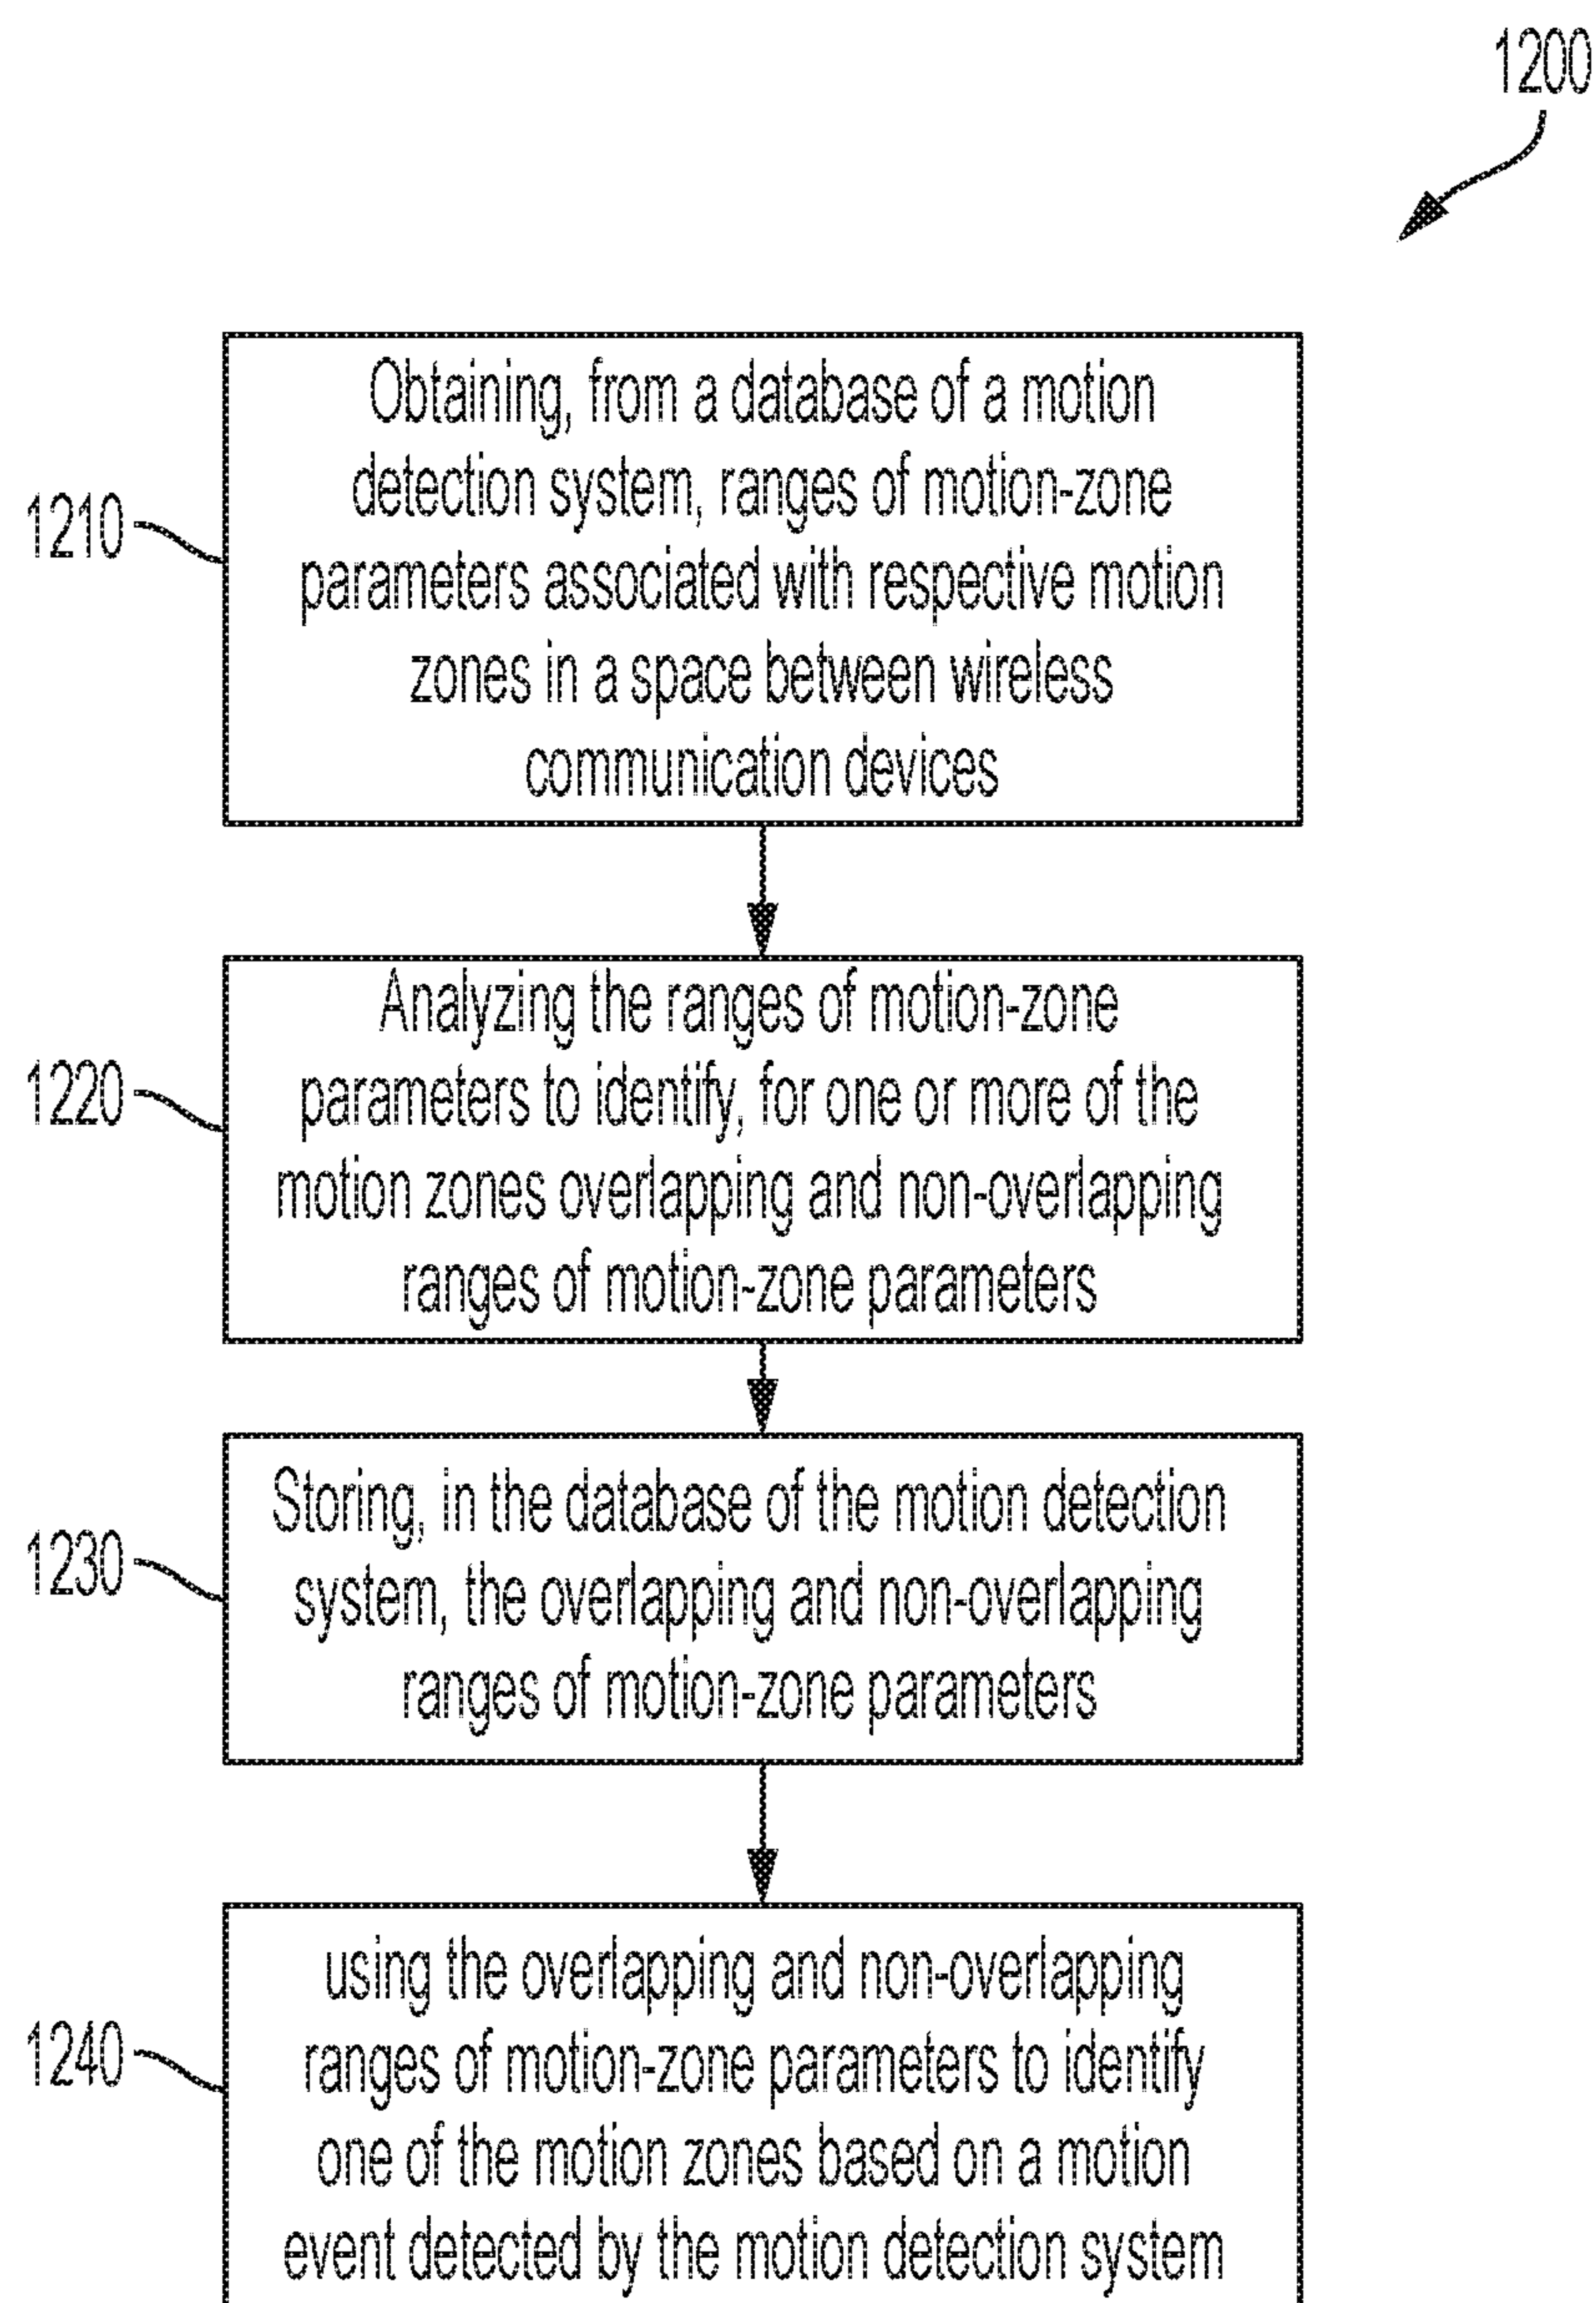 1200
1210
Obtaining, from a database of a motion
detection system, ranges of motion-zone
parameters associated with respective motion
zones in a space between wireless
communication devices
1220
Analyzing the ranges of motion-zone
parameters to identify, for one or more of the
motion zones overlapping and non-overlapping
ranges of motion-zone parameters
1230
Storing, in the database of the motion detection
system, the overlapping and non-overlapping
ranges of motion-zone parameters
1240
using the overlapping and non-overlapping
ranges of motion-zone parameters to identify
one of the motion zones based on a motion
event detected by the motion detection system